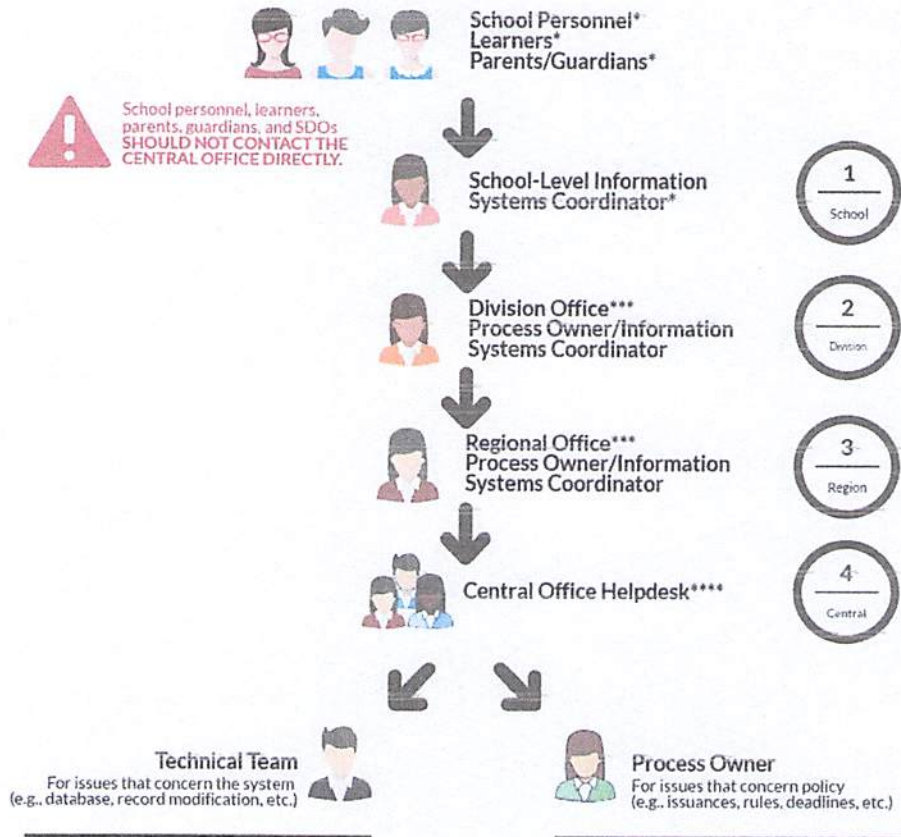 School Personnel*
Learners*
Parents/Guardians*
School personnel, learners,
parents, guardians, and SDOs
SHOULD NOT CONTACT THE
CENTRAL OFFICE DIRECTLY.
School-Level Information
Systems Coordinator*
1
School
Division Office***
Process Owner/Information
Systems Coordinator
2
Division
Regional Office***
Process Owner/Information
Systems Coordinator
3
Region
Central Office Helpdesk****
4
Central
Technical Team
For issues that concern the system
(e.g., database, record modification, etc.)
Process Owner
For issues that concern policy
(e.g., issuances, rules, deadlines, etc.)